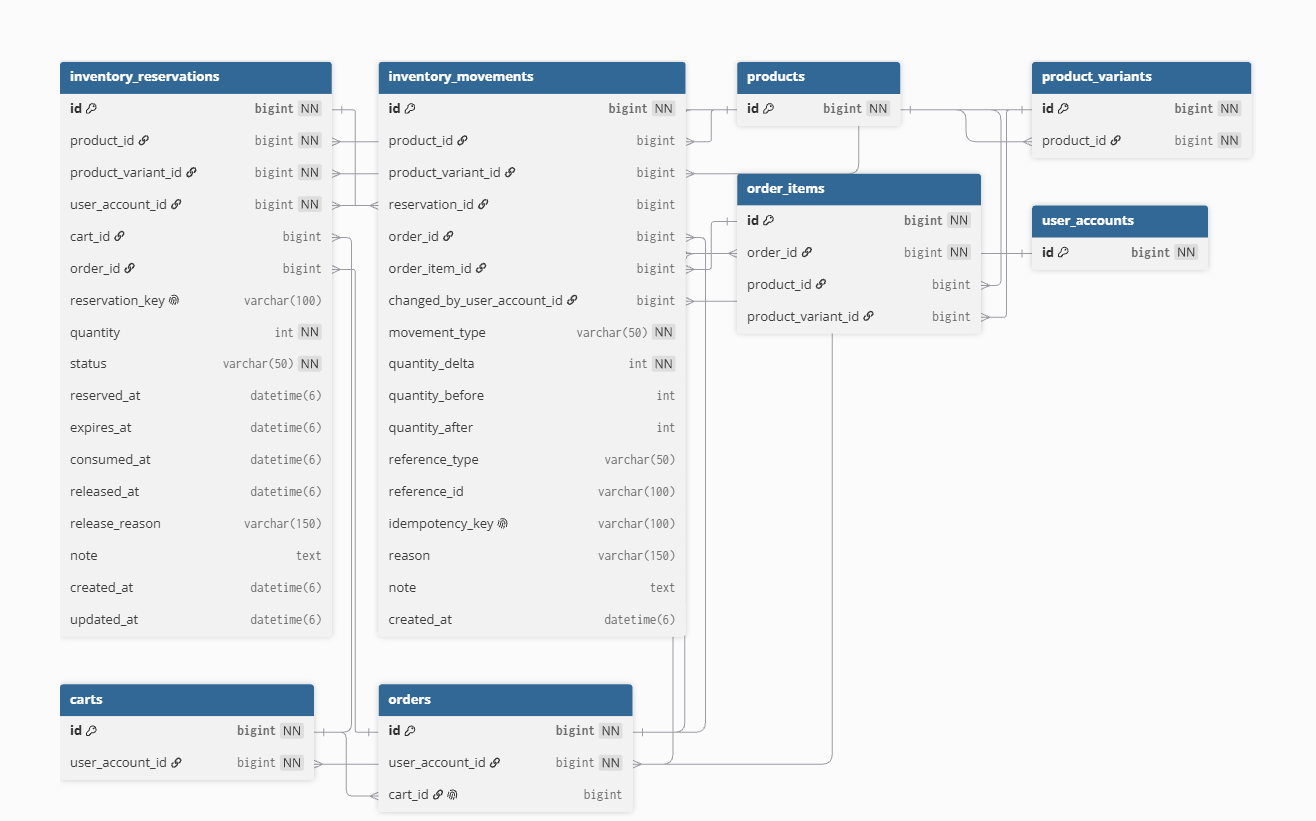 inventory_reservations
id bigint NN
product_id bigint NN
product_variant_id bigint NN
user_account_id bigint NN
cart_id bigint
order_id bigint
reservation_key varchar(100)
quantity int NN
status varchar(50) NN
reserved_at datetime(6)
expires_at datetime(6)
consumed_at datetime(6)
released_at datetime(6)
release_reason varchar(150)
note text
created_at datetime(6)
updated_at datetime(6)
inventory_movements
id bigint NN
product_id bigint
product_variant_id bigint
reservation_id bigint
order_id bigint
order_item_id bigint
changed_by_user_account_id bigint
movement_type varchar(50) NN
quantity_delta int NN
quantity_before int
quantity_after int
reference_type varchar(50)
reference_id varchar(100)
idempotency_key varchar(100)
reason varchar(150)
note text
created_at datetime(6)
products
id bigint NN
order_items
id bigint NN
order_id bigint NN
product_id bigint
product_variant_id bigint
product_variants
id bigint NN
product_id bigint NN
user_accounts
id bigint NN
carts
id bigint NN
user_account_id bigint NN
orders
id bigint NN
user_account_id bigint NN
cart_id bigint